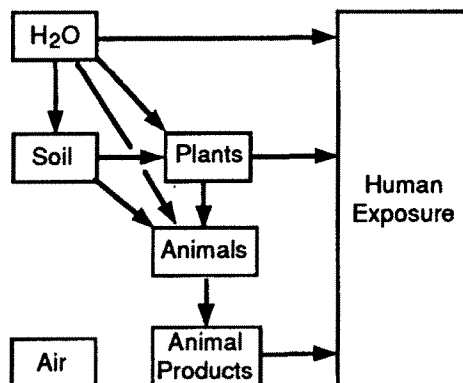 H₂O
Soil
Plants
Human
Exposure
Animals
Air
Animal
Products